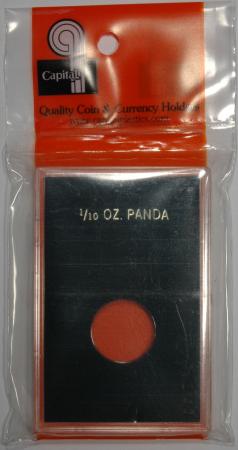 Capital
Quality Coin & Currency Holders
1/10 OZ. PANDA